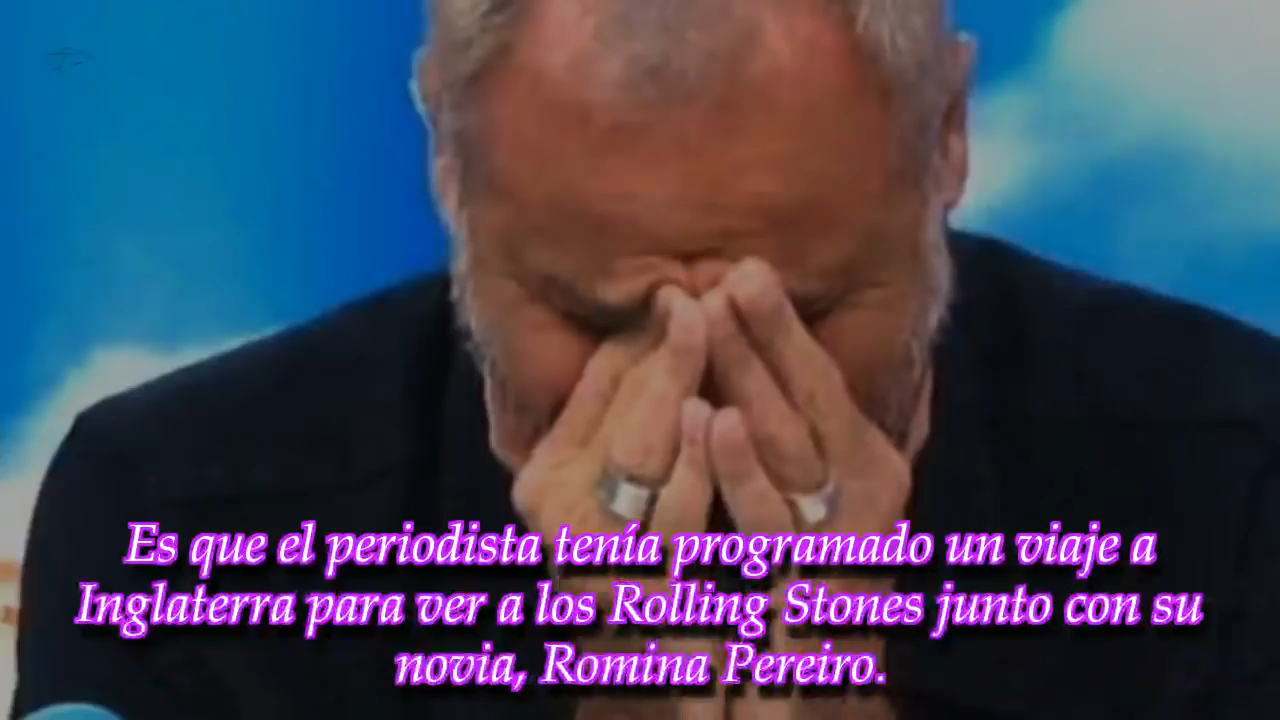 Es que el periodista tenía programado un viaje a
Inglaterra para ver a los Rolling Stones junto con su
novia, Romina Pereiro.